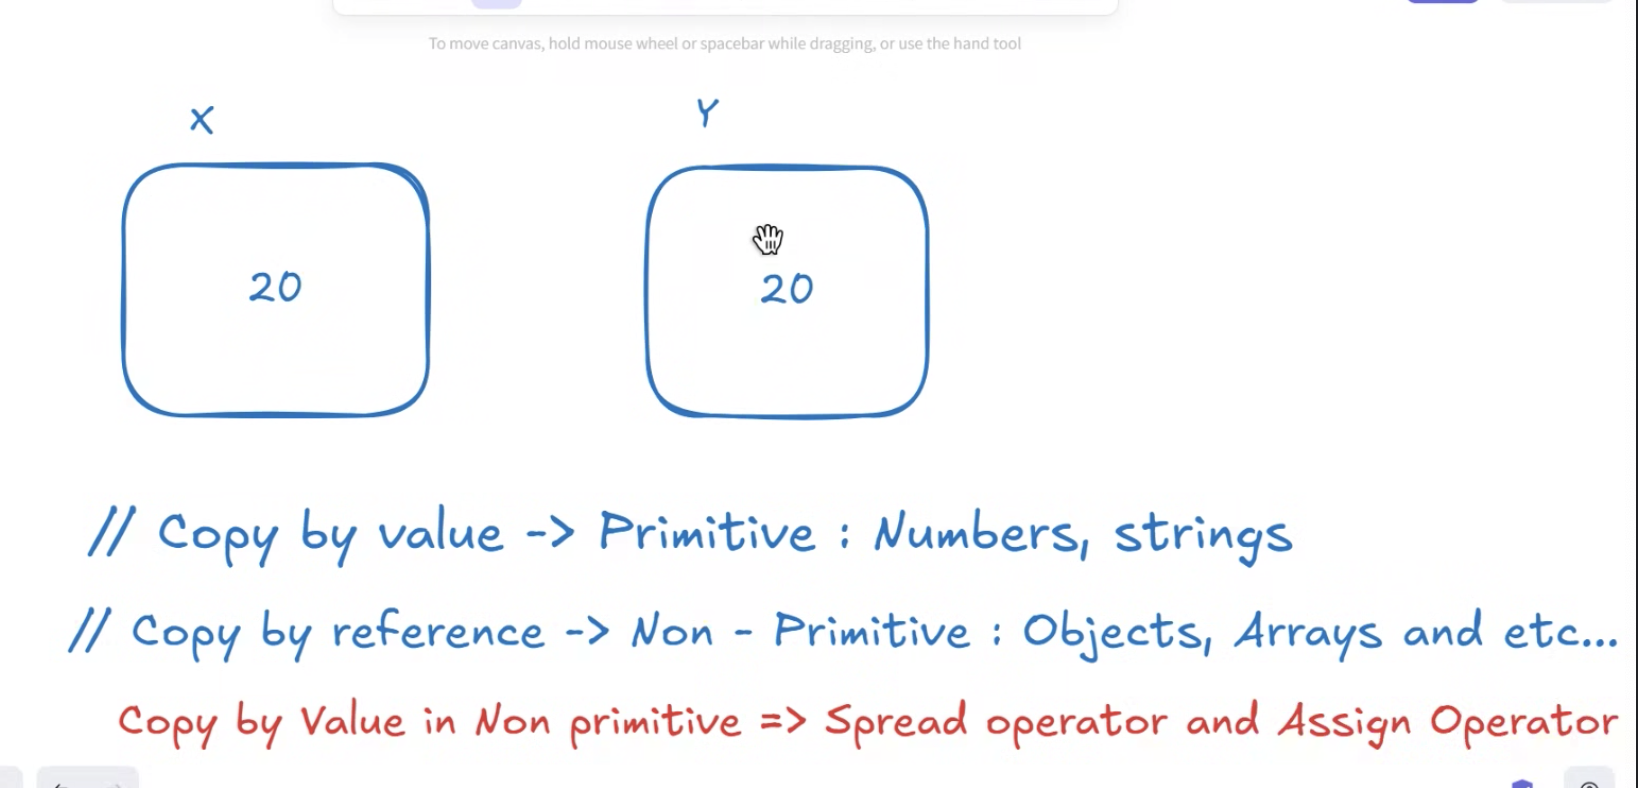 To move canvas, hold mouse wheel or spacebar while dragging, or use the hand tool
X Y
20 20
// Copy by value -> Primitive : Numbers, strings
// Copy by reference -> Non - Primitive : Objects, Arrays and etc...
Copy by Value in Non primitive => Spread operator and Assign Operator